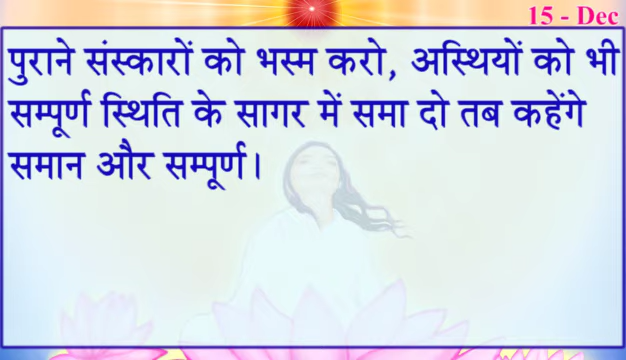 15 - Dec
पुराने संस्कारों को भस्म करो, अस्थियों को भी
सम्पूर्ण स्थिति के सागर में समा दो तब कहेंगे
समान और सम्पूर्ण।